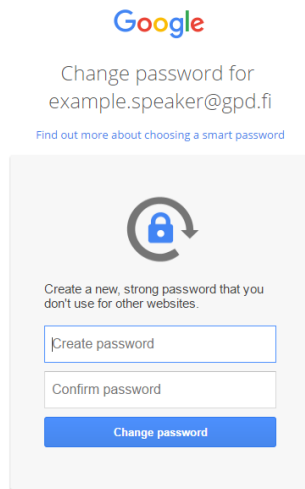 Google
Change password for
example.speaker@gpd.fi
Find out more about choosing a smart password
Create a new, strong password that you
don't use for other websites.
Create password
Confirm password
Change password